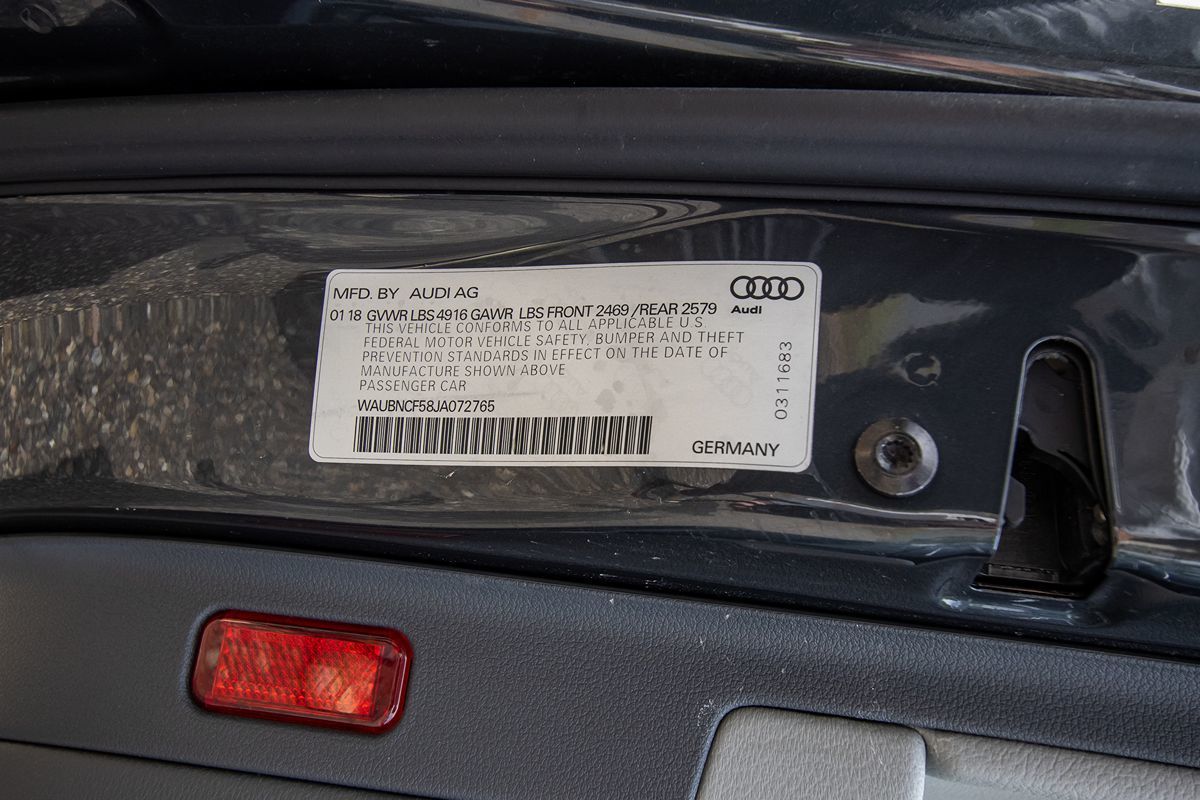 MFD. BY AUDI AG
Audi
01 18 GVWR LBS 4916 GAWR LBS FRONT 2469 /REAR 2579
THIS VEHICLE CONFORMS TO ALL APPLICABLE U.S.
FEDERAL MOTOR VEHICLE SAFETY, BUMPER AND THEFT
PREVENTION STANDARDS IN EFFECT ON THE DATE OF
MANUFACTURE SHOWN ABOVE
PASSENGER CAR
WAUBNCF58JA072765
0311683
GERMANY